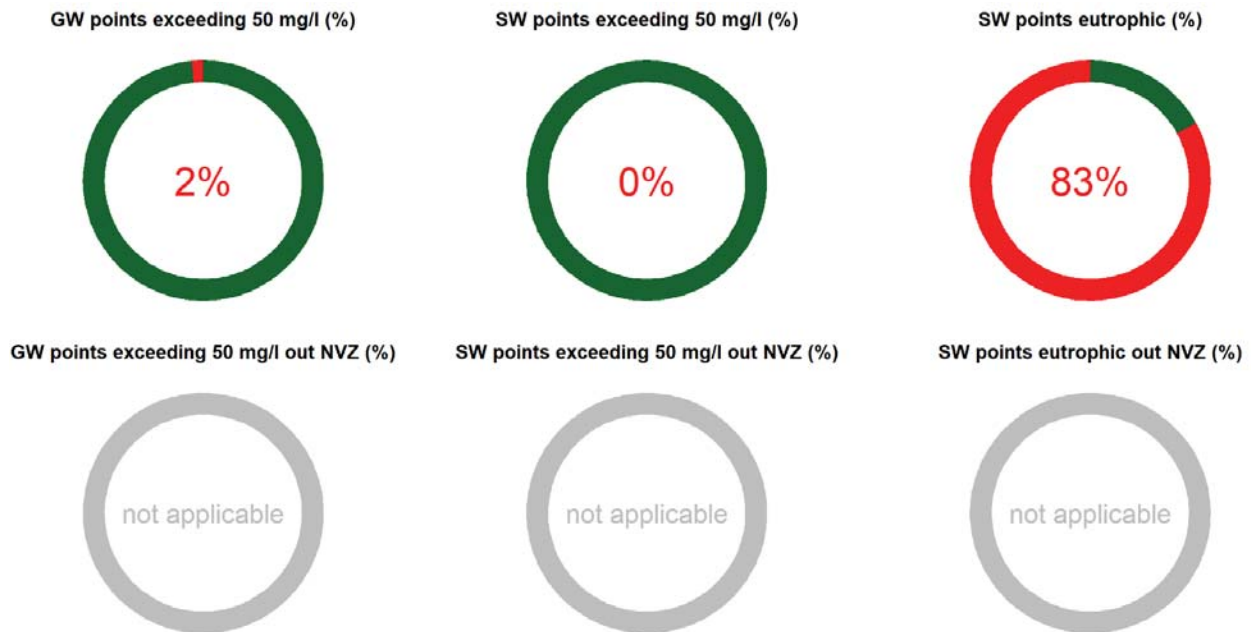 GW points exceeding 50 mg/l (%)
SW points exceeding 50 mg/l (%)
SW points eutrophic (%)
2%
0%
83%
GW points exceeding 50 mg/l out NVZ (%)
SW points exceeding 50 mg/l out NVZ (%)
SW points eutrophic out NVZ (%)
not applicable
not applicable
not applicable